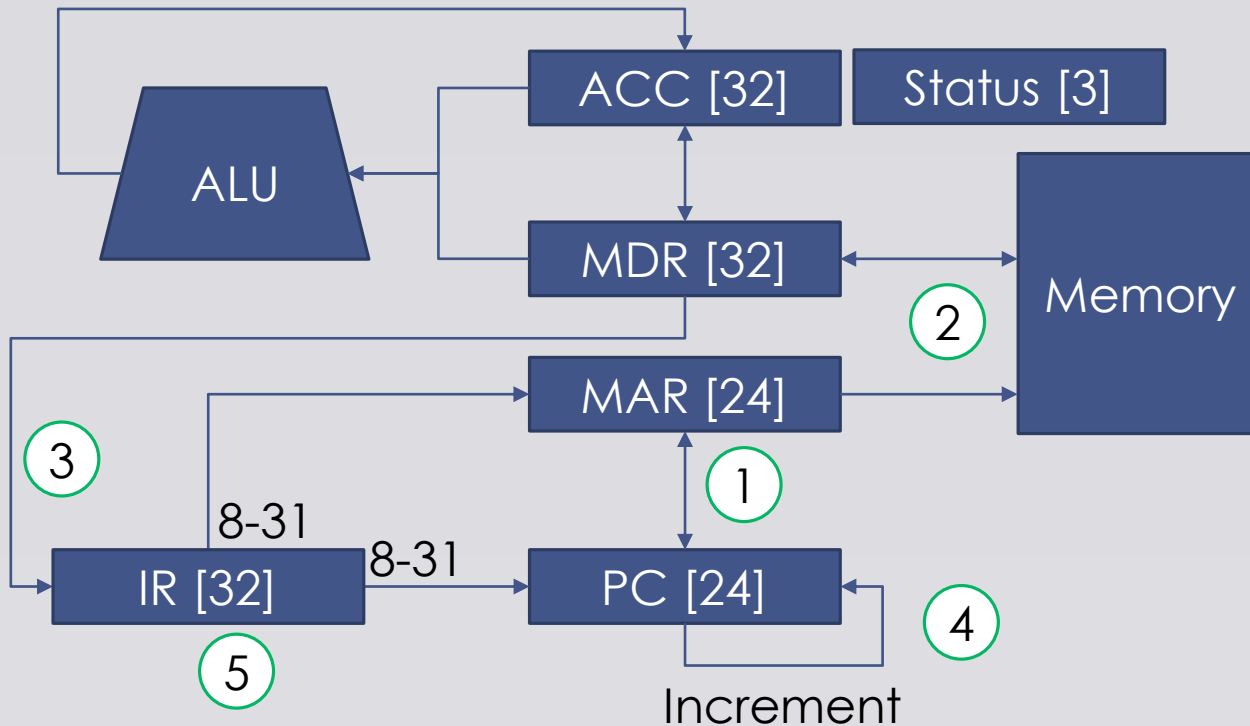 ACC [32]
Status [3]
ALU
MDR [32]
Memory
2
MAR [24]
3
1
8-31
8-31
IR [32]
PC [24]
4
5
Increment